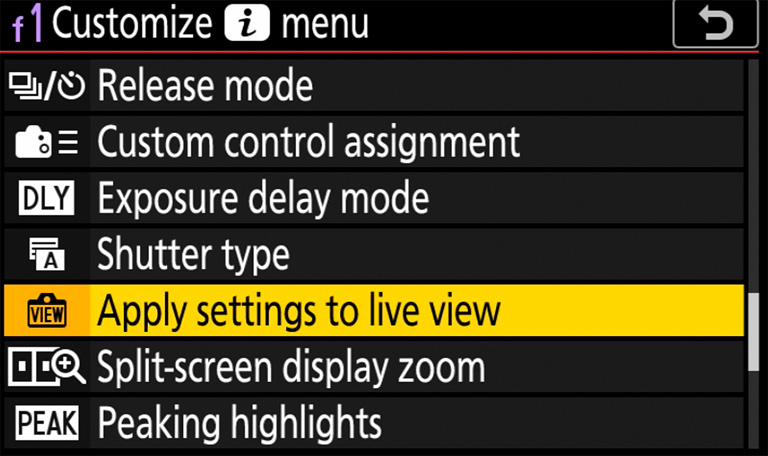 f1 Customize i menu
Release mode
Custom control assignment
DLY Exposure delay mode
A Shutter type
VIEW Apply settings to live view
Split-screen display zoom
PEAK Peaking highlights